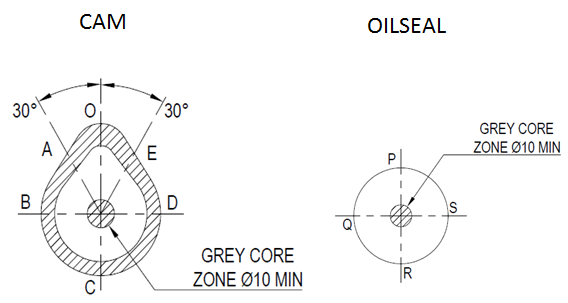 CAM
OILSEAL
30°
O
30°
A
E
B
D
C
GREY CORE
ZONE Ø10 MIN
P
GREY CORE
ZONE Ø10 MIN
Q
S
R